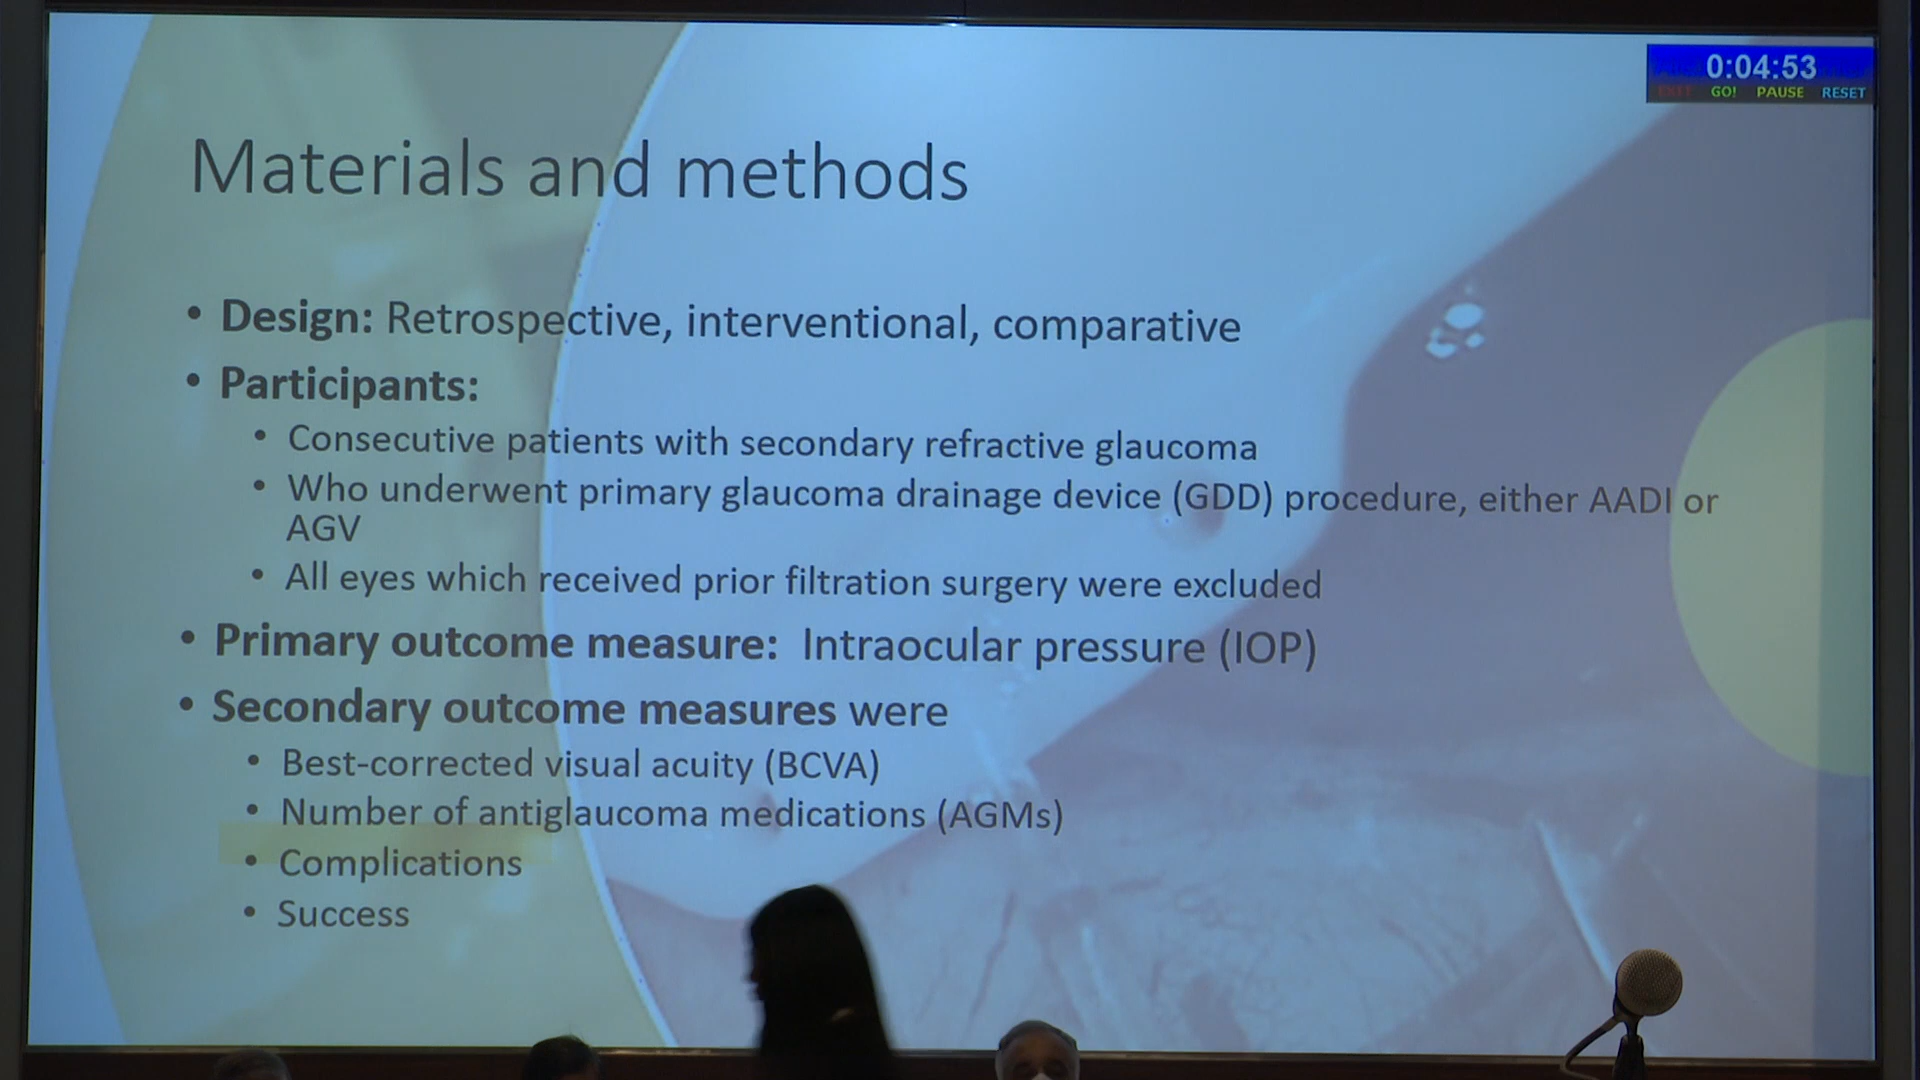 0:04:53
EXIT GO! PAUSE RESET
Materials and methods
• Design: Retrospective, interventional, comparative
• Participants:
• Consecutive patients with secondary refractive glaucoma
• Who underwent primary glaucoma drainage device (GDD) procedure, either AADI or
AGV
• All eyes which received prior filtration surgery were excluded
• Primary outcome measure: Intraocular pressure (IOP)
• Secondary outcome measures were
• Best-corrected visual acuity (BCVA)
• Number of antiglaucoma medications (AGMs)
• Complications
• Success